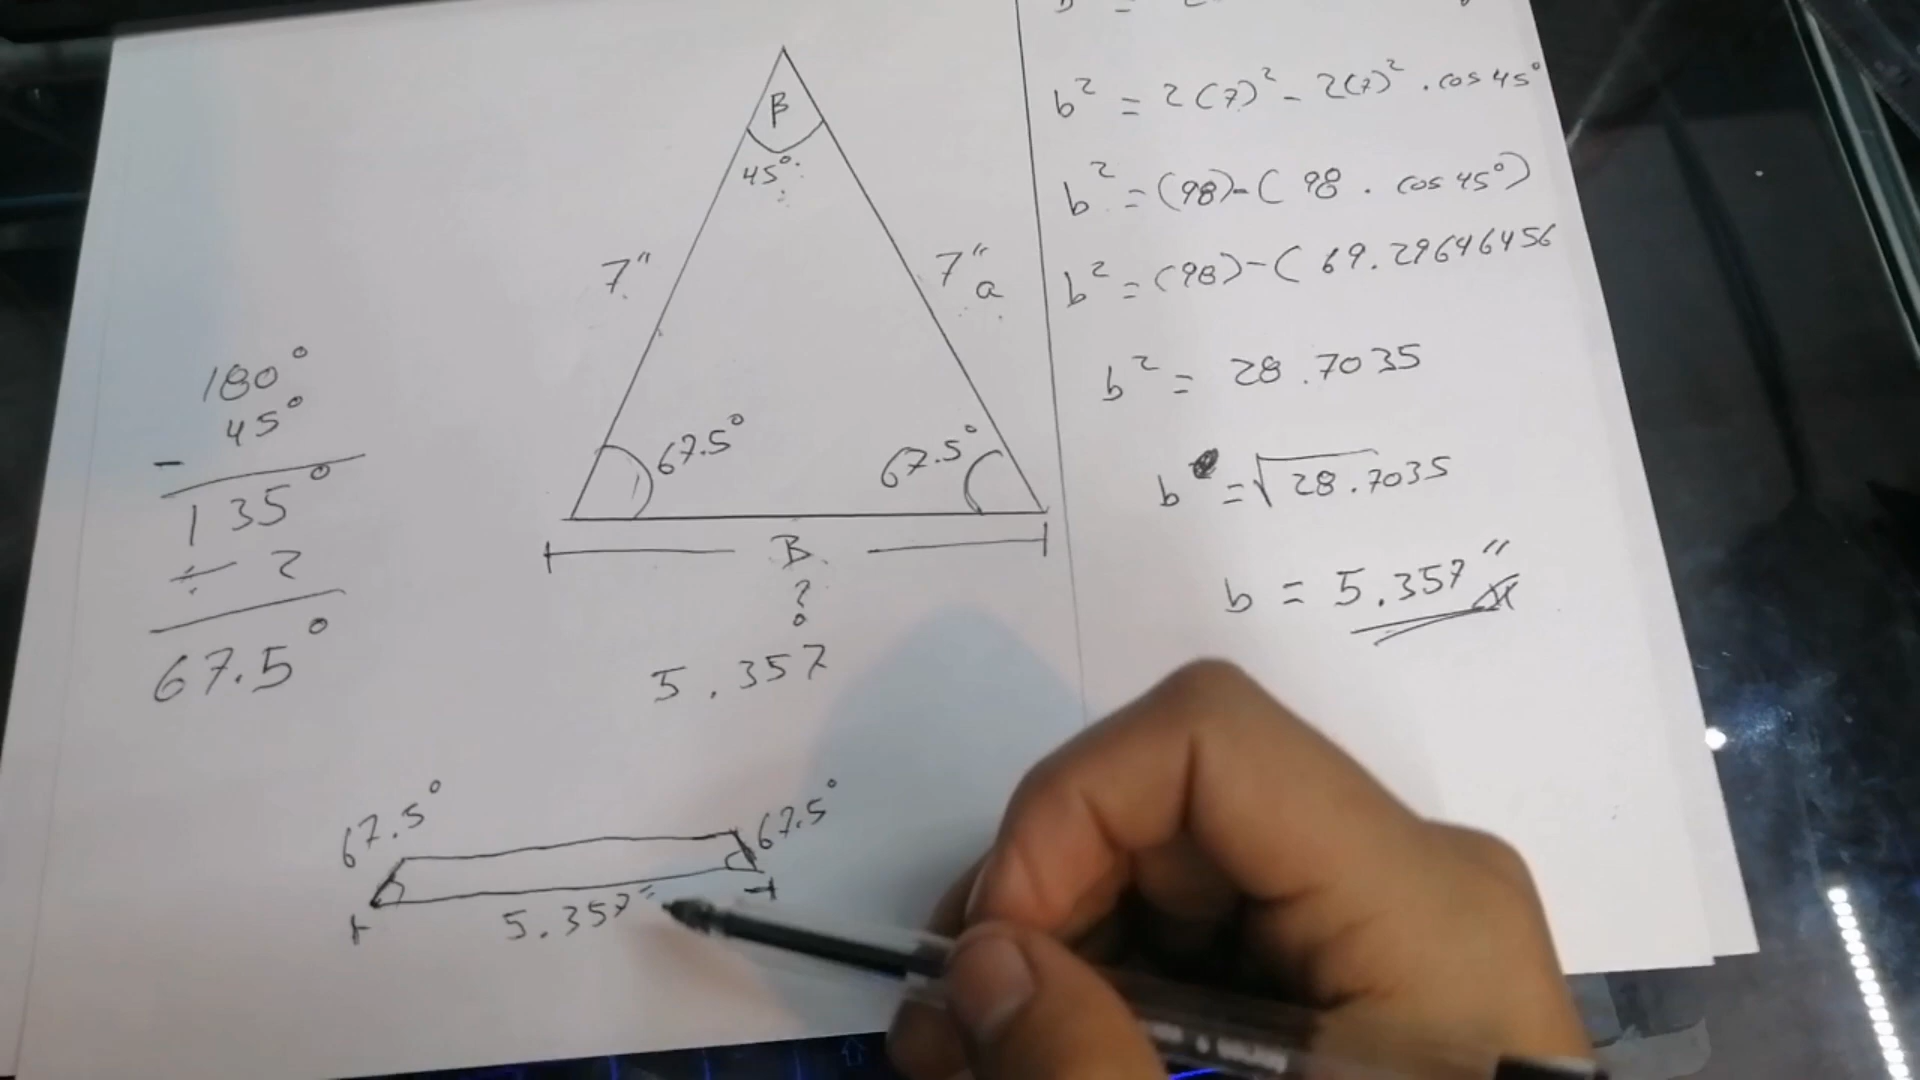 β
45°
7"
7"
a
67.5°
67.5°
B
?
5.357
180°
45°
-
135°
÷ 2
67.5°
67.5°
67.5°
5.357"
b² = 2(7)² - 2(7)² . cos 45°
b² = (98)-( 98 . cos 45°)
b² = (98)-( 69.29646456
b² = 28.7035
b = √28.7035
b = 5.357"